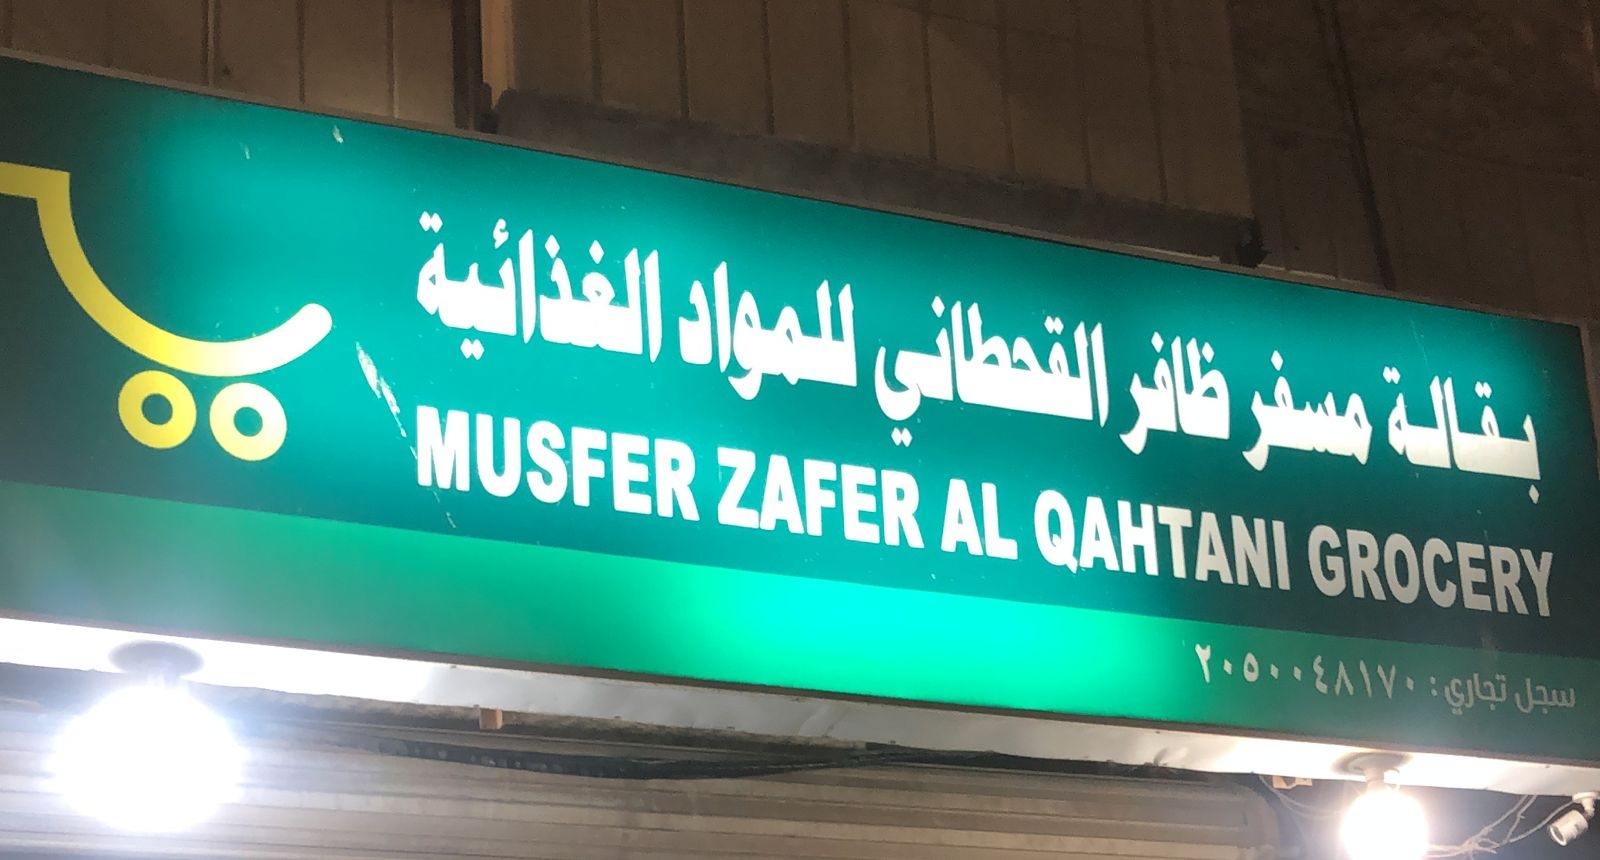 بقالة مسفر ظافر القحطاني للمواد الغذائية
MUSFER ZAFER AL QAHTANI GROCERY
سجل تجاري : ٢٠٥٠٠٤٨١٧٠